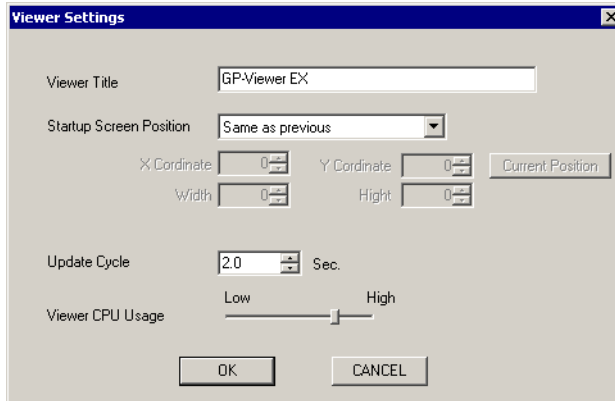 Viewer Settings
Viewer Title GP-Viewer EX
Startup Screen Position Same as previous
X Cordinate 0 Y Cordinate 0 Current Position
Width 0 Hight 0
Update Cycle 2.0 Sec.
Low High
Viewer CPU Usage
OK CANCEL